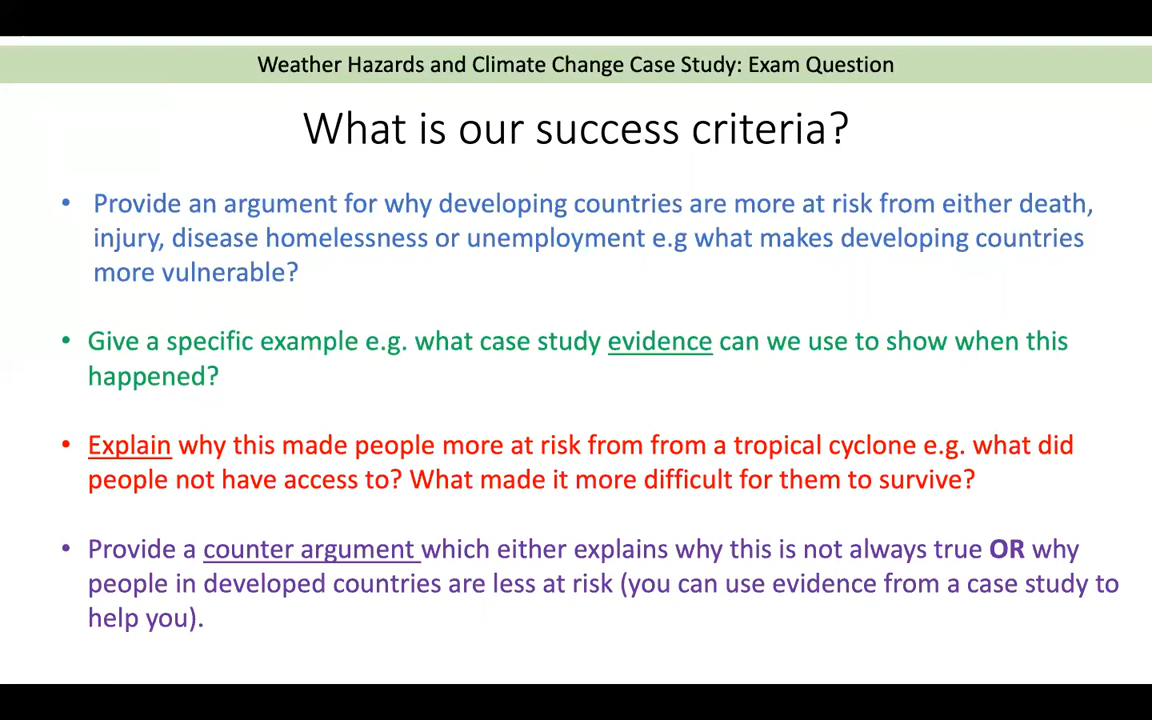 Weather Hazards and Climate Change Case Study: Exam Question
What is our success criteria?
• Provide an argument for why developing countries are more at risk from either death,
injury, disease homelessness or unemployment e.g what makes developing countries
more vulnerable?
• Give a specific example e.g. what case study evidence can we use to show when this
happened?
• Explain why this made people more at risk from from a tropical cyclone e.g. what did
people not have access to? What made it more difficult for them to survive?
• Provide a counter argument which either explains why this is not always true OR why
people in developed countries are less at risk (you can use evidence from a case study to
help you).